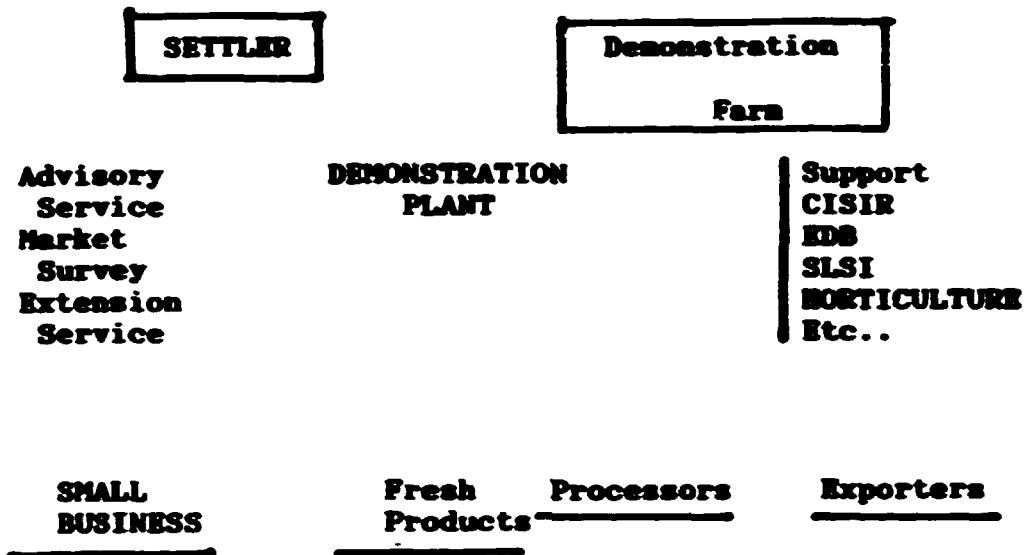 SETTLER
Demonstration
Farm
Advisory
Service
Market
Survey
Extension
Service
DEMONSTRATION
PLANT
Support
CISIR
EDB
SLSI
HORTICULTURE
Etc..
SMALL
BUSINESS
Fresh
Products
Processors
Exporters